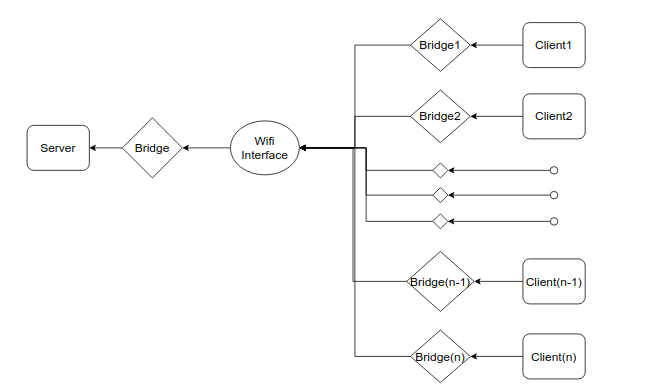 Bridge1
Client1
Bridge2
Client2
Server
Bridge
Wifi
Interface
Bridge(n-1)
Client(n-1)
Bridge(n)
Client(n)